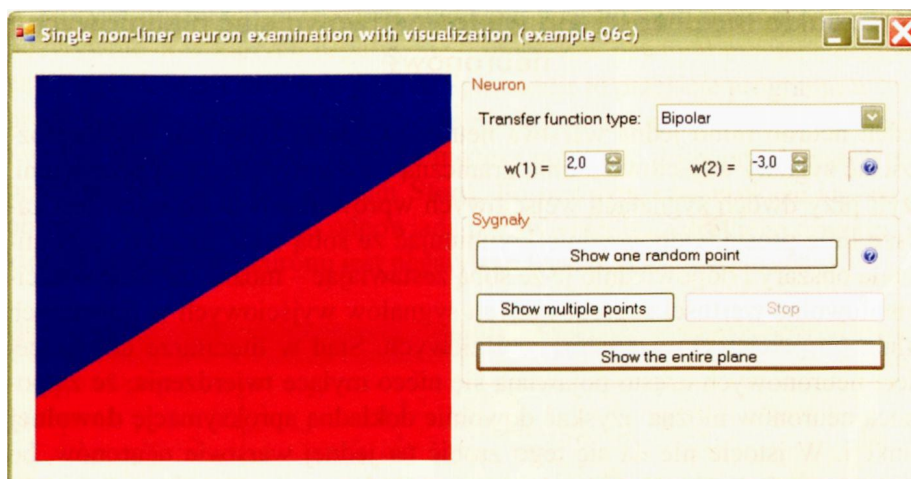 Single non-liner neuron examination with visualization (example 06c)
Neuron
Transfer function type: Bipolar
w(1) = 2,0 w(2) = -3,0
Sygnały
Show one random point
Show multiple points Stop
Show the entire plane